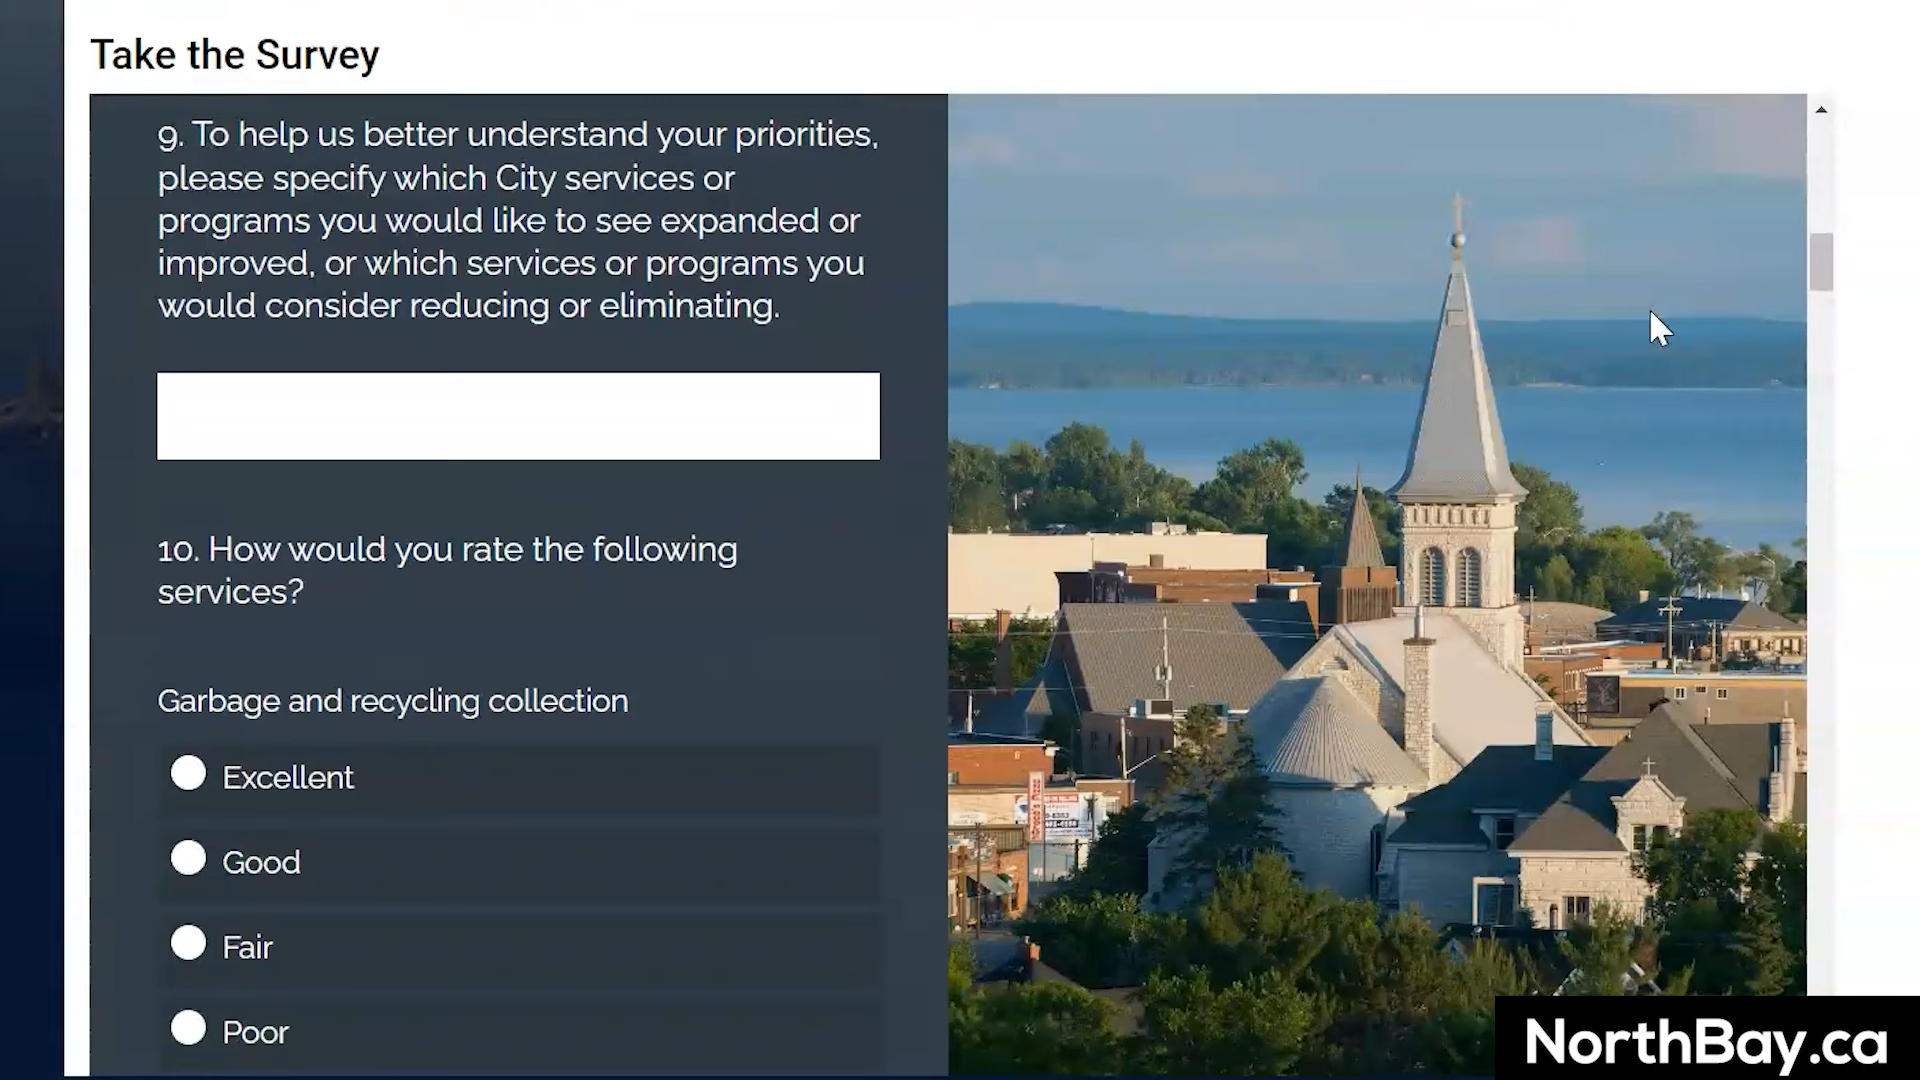 Take the Survey
9. To help us better understand your priorities,
please specify which City services or
programs you would like to see expanded or
improved, or which services or programs you
would consider reducing or eliminating.
10. How would you rate the following
services?
Garbage and recycling collection
Excellent
Good
Fair
Poor
NorthBay.ca